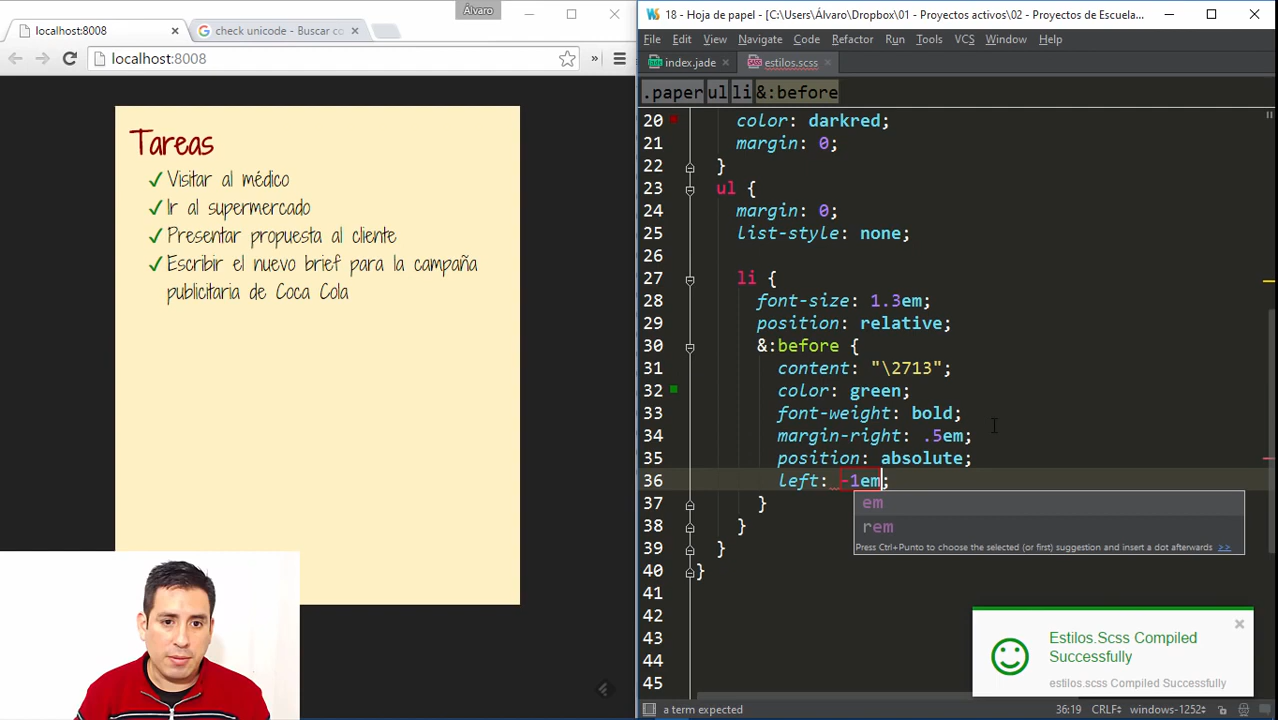 Álvaro
localhost:8008
check unicode - Buscar co
localhost:8008
»
Tareas
✓Visitar al médico
✓Ir al supermercado
✓Presentar propuesta al cliente
✓Escribir el nuevo brief para la campaña
publicitaria de Coca Cola
18 - Hoja de papel - [C:\Users\Álvaro\Dropbox\01 - Proyectos activos\02 - Proyectos de Escuela...
File Edit View Navigate Code Refactor Run Tools VCS Window Help
index.jade
estilos.scss
.paper ul li &:before
20 color: darkred;
21 margin: 0;
22 }
23 ul {
24 margin: 0;
25 list-style: none;
26
27 li {
28 font-size: 1.3em;
29 position: relative;
30 &:before {
31 content: "\2713";
32 color: green;
33 font-weight: bold;
34 margin-right: .5em;
35 position: absolute;
36 left: -1em;
em
37 }
rem
38 }
Press Ctrl+Punto to choose the selected (or first) suggestion and insert a dot afterwards >>
39 }
40 }
41
42
43
44
45
Estilos.Scss Compiled
Successfully
estilos.scss Compiled Successfully
a term expected
36:19 CRLF÷ windows-1252÷